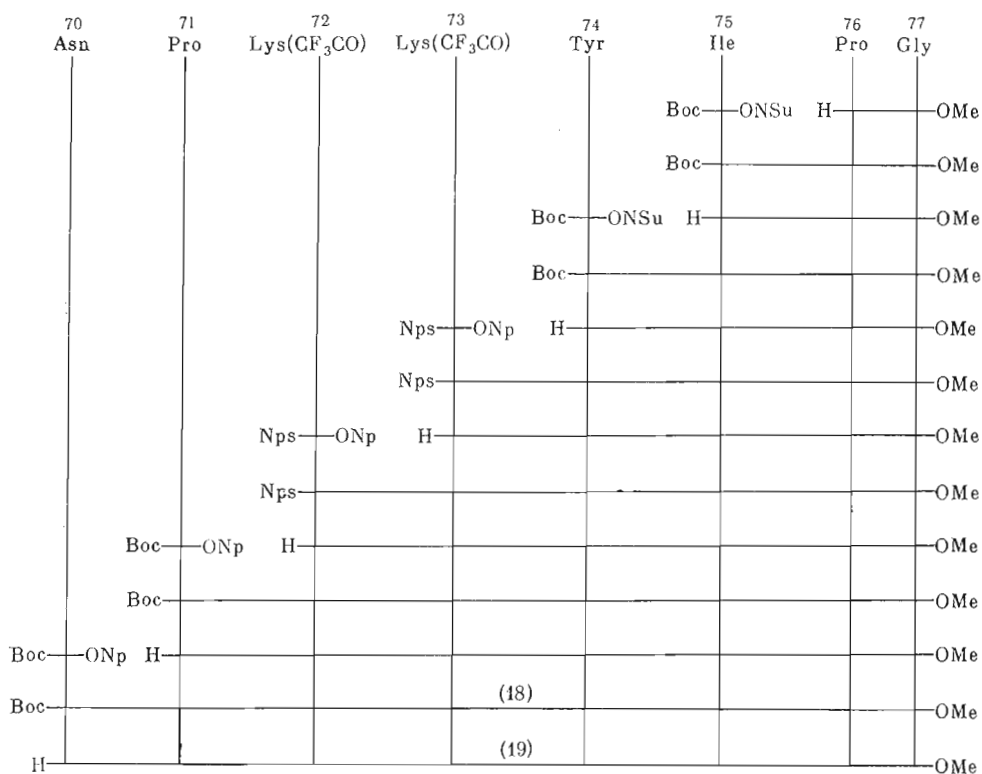 70 71 72 73 74 75 76 77
Asn Pro Lys(CF₃CO) Lys(CF₃CO) Tyr Ile Pro Gly
Boc ONSu H OMe
Boc OMe
Boc ONSu H OMe
Boc OMe
Nps ONp H OMe
Nps OMe
Nps ONp H OMe
Nps OMe
Boc ONp H OMe
Boc OMe
Boc ONp H OMe
(18)
Boc OMe
(19)
H OMe